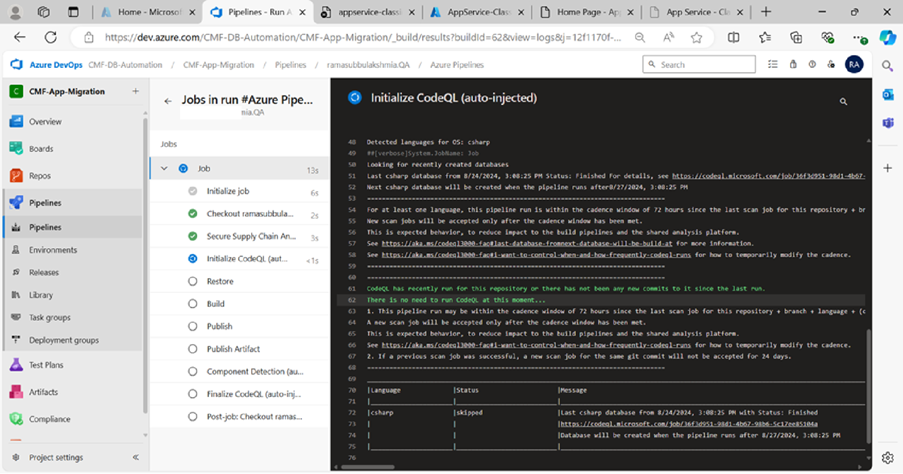 Home - Microsof
Pipelines - Run A
appservice-classi
AppService-Classi
Home Page - App
App Service - Cla
https://dev.azure.com/CMF-DB-Automation/CMF-App-Migration/_build/results?buildId=62&view=logs&j=12f1170f-...
Azure DevOps CMF-DB-Automation / CMF-App-Migration / Pipelines / ramasubbulakshmia.QA / Azure Pipelines
Search
RA
C CMF-App-Migration +
Overview
Boards
Repos
Pipelines
Pipelines
Environments
Releases
Library
Task groups
Deployment groups
Test Plans
Artifacts
Compliance
Project settings
Jobs in run #Azure Pipe...
mia.QA
Jobs
Job 13s
Initialize job 6s
Checkout ramasubbula... 2s
Secure Supply Chain An... 3s
Initialize CodeQL (aut... <1s
Restore
Build
Publish
Publish Artifact
Component Detection (au...
Finalize CodeQL (auto-inj...
Post-job: Checkout ramas...
Initialize CodeQL (auto-injected)
48 Detected languages for OS: csharp
49 ##[verbose]System.JobName: Job
50 Looking for recently created databases
51 Last csharp database from 8/24/2024, 3:08:25 PM Status: Finished For details, see https://codeql.microsoft.com/job/36f3d951-98d1-4b67-
52 Next csharp database will be created when the pipeline runs after8/27/2024, 3:08:25 PM
53 ================================================================
54 For at least one language, this pipeline run is within the cadence window of 72 hours since the last scan job for this repository + br
55 New scan jobs will be accepted only after the cadence window has been met.
56 This is expected behavior, to reduce impact to the build pipelines and the shared analysis platform.
57 See https://aka.ms/codeql3000-faq#last-database-fromnext-database-will-be-build-at for more information.
58 See https://aka.ms/codeql3000-faq#i-want-to-control-when-and-how-frequently-codeql-runs for how to temporarily modify the cadence.
59 ================================================================
60 ================================================================
61 CodeQL has recently run for this repository or there has not been any new commits to it since the last run.
62 There is no need to run CodeQL at this moment...
63 1. This pipeline run may be within the cadence window of 72 hours since the last scan job for this repository + branch + language + [c
64 A new scan job will be accepted only after the cadence window has been met.
65 This is expected behavior, to reduce impact to the build pipelines and the shared analysis platform.
66 See https://aka.ms/codeql3000-faq#i-want-to-control-when-and-how-frequently-codeql-runs for how to temporarily modify the cadence.
67 2. If a previous scan job was successful, a new scan job for the same git commit will not be accepted for 24 days.
68 ================================================================
69
70 |Language |Status |Message
71
72 |csharp |skipped |Last csharp database from 8/24/2024, 3:08:25 PM with Status: Finished
73 |https://codeql.microsoft.com/job/36f3d951-98d1-4b67-98b6-5c17ee85104a
74 |Database will be created when the pipeline runs after 8/27/2024, 3:08:25 PM
75
76